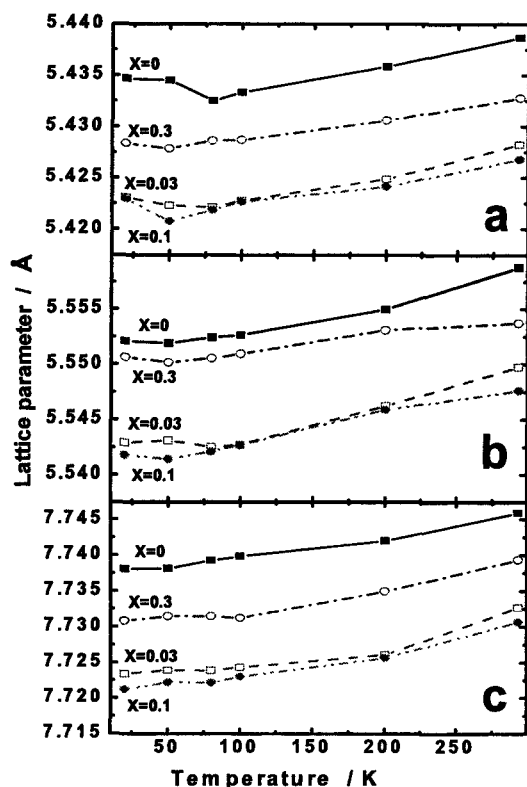 5.440
5.435
5.430
5.425
5.420
X=0
X=0.3
X=0.03
X=0.1
a
5.555
5.550
5.545
5.540
X=0
X=0.3
X=0.03
X=0.1
b
7.745
7.740
7.735
7.730
7.725
7.720
7.715
X=0
X=0.3
X=0.03
X=0.1
c
50 100 150 200 250
Lattice parameter / Å
Temperature / K